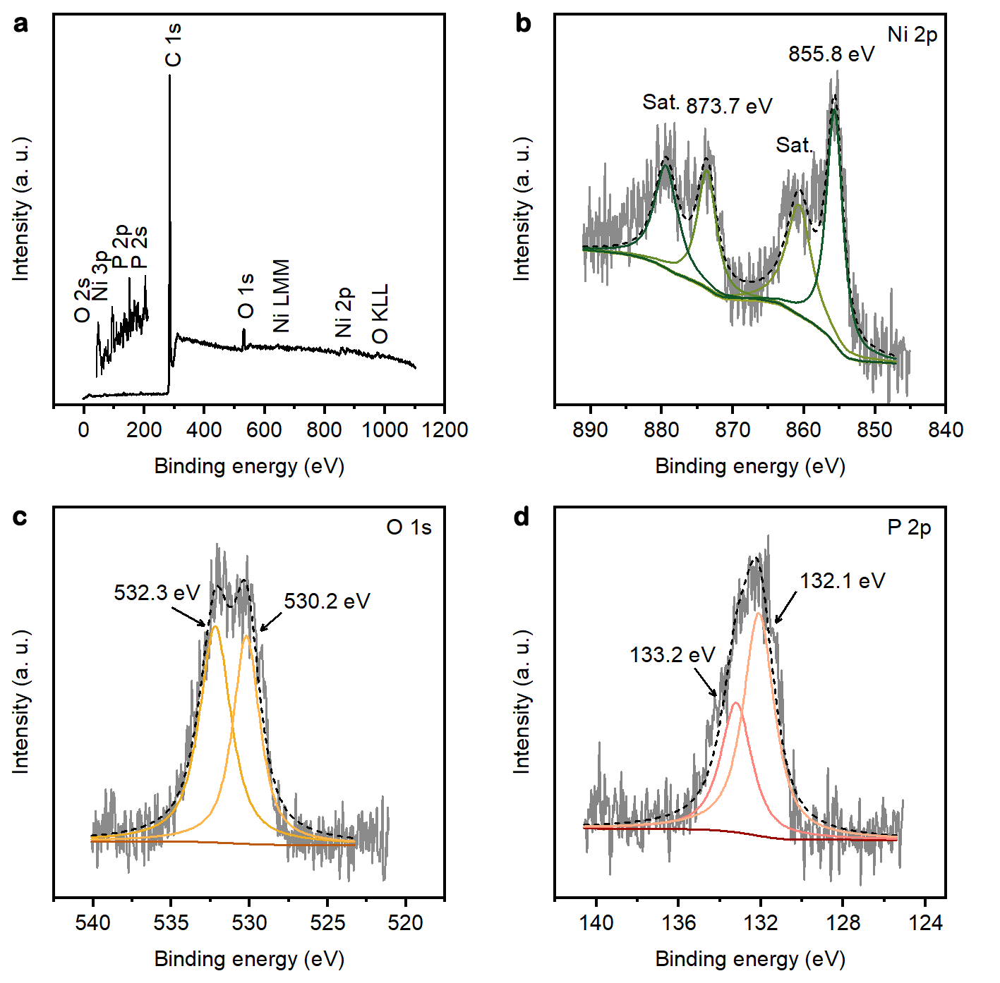 a
C 1s
O 2s
Ni 3p
P 2p
P 2s
O 1s
Ni LMM
Ni 2p
O KLL
Intensity (a. u.)
0 200 400 600 800 1000 1200
Binding energy (eV)
b
Ni 2p
855.8 eV
Sat. 873.7 eV
Sat.
Intensity (a. u.)
890 880 870 860 850 840
Binding energy (eV)
c
O 1s
532.3 eV
530.2 eV
Intensity (a. u.)
540 535 530 525 520
Binding energy (eV)
d
P 2p
132.1 eV
133.2 eV
Intensity (a. u.)
140 136 132 128 124
Binding energy (eV)